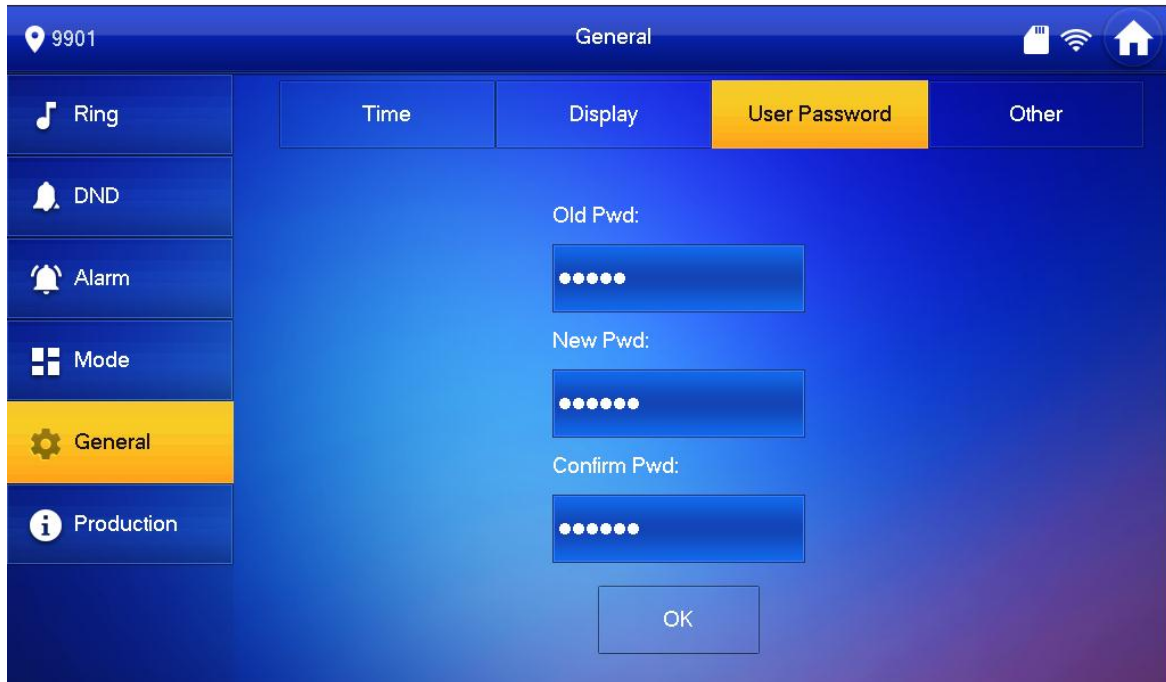 9901
General
Ring
DND
Alarm
Mode
General
Production
Time
Display
User Password
Other
Old Pwd:
●●●●●
New Pwd:
●●●●●●
Confirm Pwd:
●●●●●●
OK